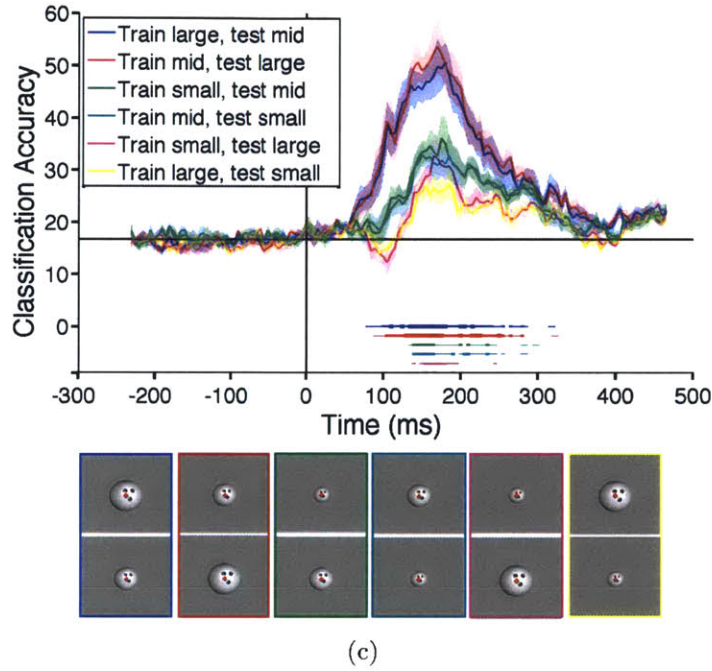 60
50
40
30
20
10
0
Classification Accuracy
Train large, test mid
Train mid, test large
Train small, test mid
Train mid, test small
Train small, test large
Train large, test small
-300 -200 -100 0 100 200 300 400 500
Time (ms)
(c)